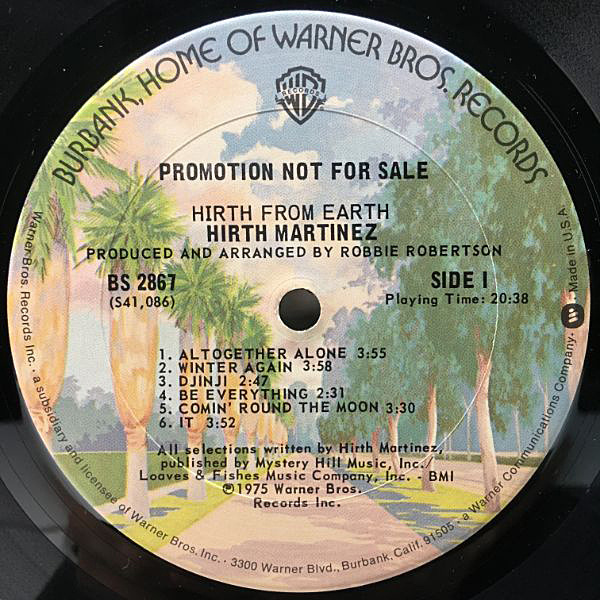 BURBANK, HOME OF WARNER BROS. RECORDS
RECORDS
PROMOTION NOT FOR SALE
HIRTH FROM EARTH
HIRTH MARTINEZ
PRODUCED AND ARRANGED BY ROBBIE ROBERTSON
BS 2867
SIDE 1
(S41,086)
Playing Time: 20:38
1. ALTOGETHER ALONE 3:55
2. WINTER AGAIN 3:58
3. DJINJI 2:47
4. BE EVERYTHING 2:31
5. COMIN' ROUND THE MOON 3:30
6. IT 3:52
All selections written by Hirth Martinez,
published by Mystery Hill Music, Inc./
Loaves & Fishes Music Company, Inc. - BMI
℗1975 Warner Bros.
Records Inc.
Warner Bros. Records Inc. · a subsidiary and licensee of Warner Bros. Inc. · 3300 Warner Blvd., Burbank, Calif. 91505 · a Warner Communications Company · Made in U.S.A.